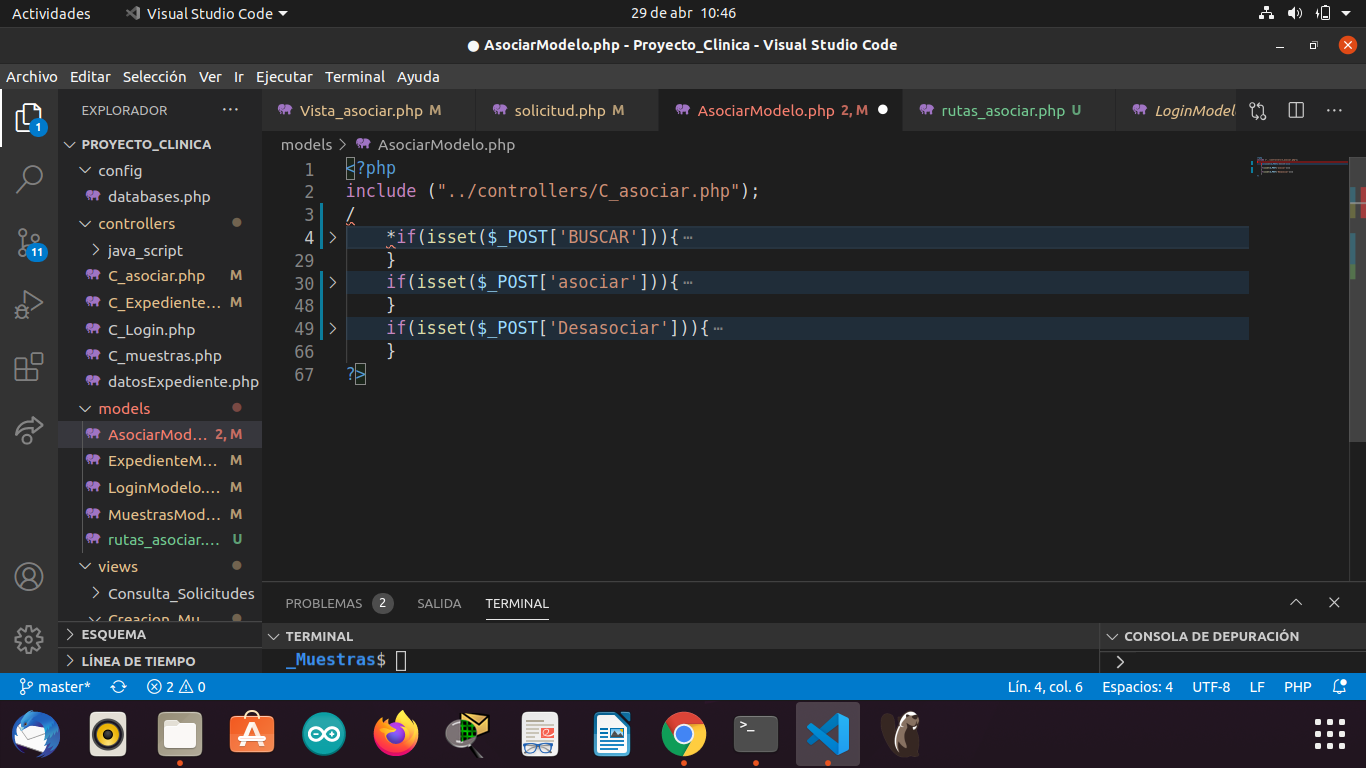 Actividades
Visual Studio Code
29 de abr 10:46
● AsociarModelo.php - Proyecto_Clinica - Visual Studio Code
Archivo Editar Selección Ver Ir Ejecutar Terminal Ayuda
EXPLORADOR ...
Vista_asociar.php M
solicitud.php M
AsociarModelo.php 2, M
rutas_asociar.php U
LoginModel
1
PROYECTO_CLINICA
config
databases.php
controllers
java_script
C_asociar.php M
C_Expediente... M
C_Login.php
C_muestras.php
datosExpediente.php
models
AsociarMod... 2, M
ExpedienteM... M
LoginModelo.... M
MuestrasMod... M
rutas_asociar.... U
views
Consulta_Solicitudes
Creacion_Mu
ESQUEMA
LÍNEA DE TIEMPO
11
models > AsociarModelo.php
1 <?php
2 include ("../controllers/C_asociar.php");
3 /
4 *if(isset($_POST['BUSCAR'])){...
29 }
30 if(isset($_POST['asociar'])){...
48 }
49 if(isset($_POST['Desasociar'])){...
66 }
67 ?>
PROBLEMAS 2 SALIDA TERMINAL
TERMINAL
_Muestras$
CONSOLA DE DEPURACIÓN
>
master*
2 0
Lín. 4, col. 6
Espacios: 4
UTF-8
LF
PHP
>_